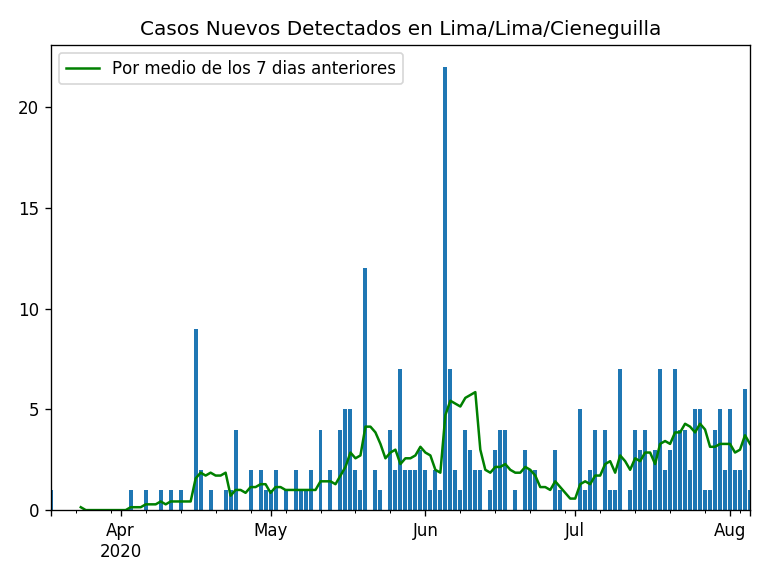 Casos Nuevos Detectados en Lima/Lima/Cieneguilla
Por medio de los 7 dias anteriores
20
15
10
5
0
Apr May Jun Jul Aug
2020